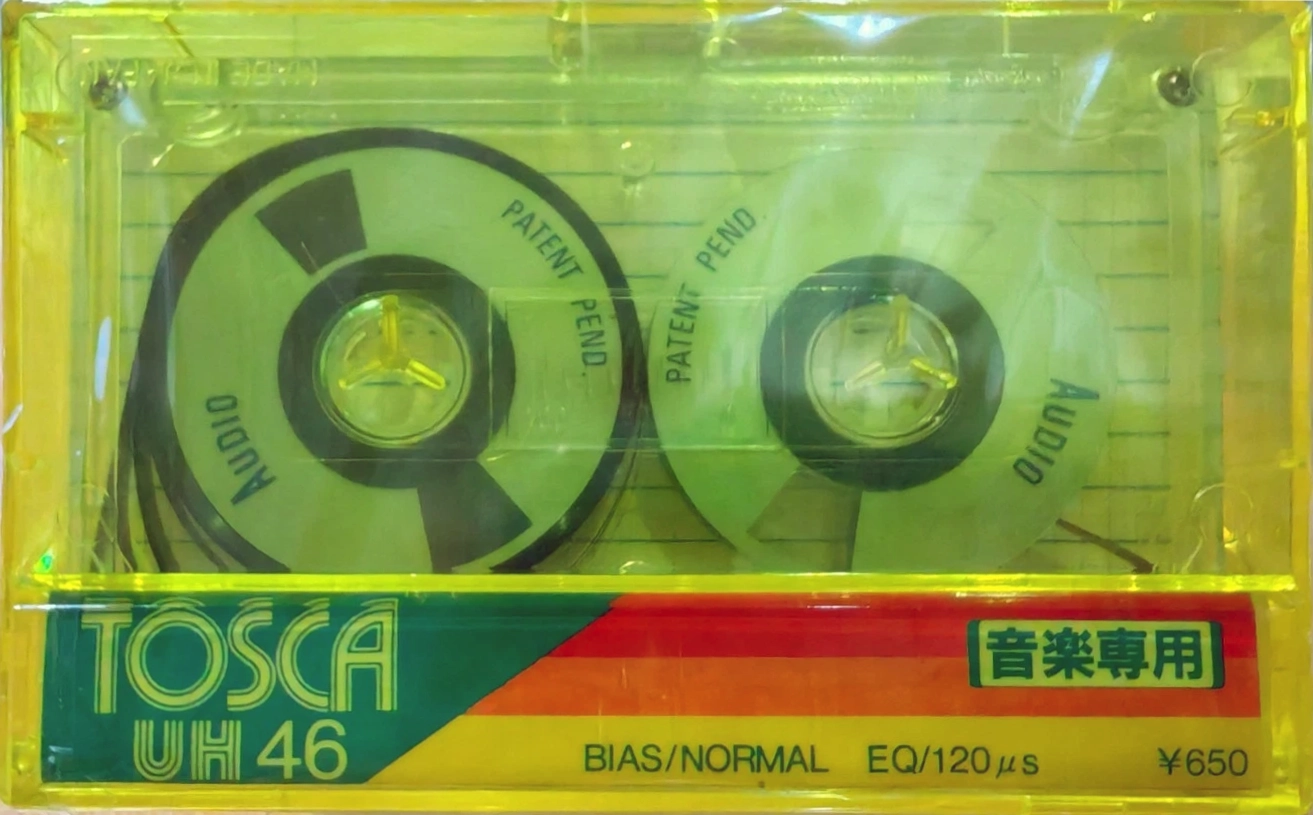 PATENT PEND.
AUDIO
PATENT PEND.
AUDIO
TOSCA
UH 46
音楽専用
BIAS/NORMAL EQ/120μs ¥650